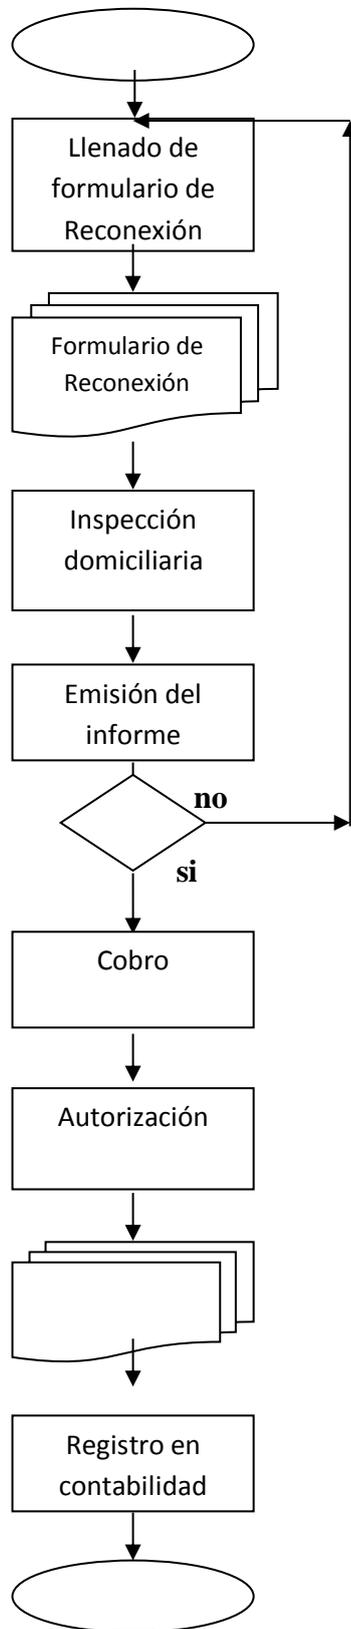 Llenado de
formulario de
Reconexión
Formulario de
Reconexión
Inspección
domiciliaria
Emisión del
informe
no
si
Cobro
Autorización
Registro en
contabilidad